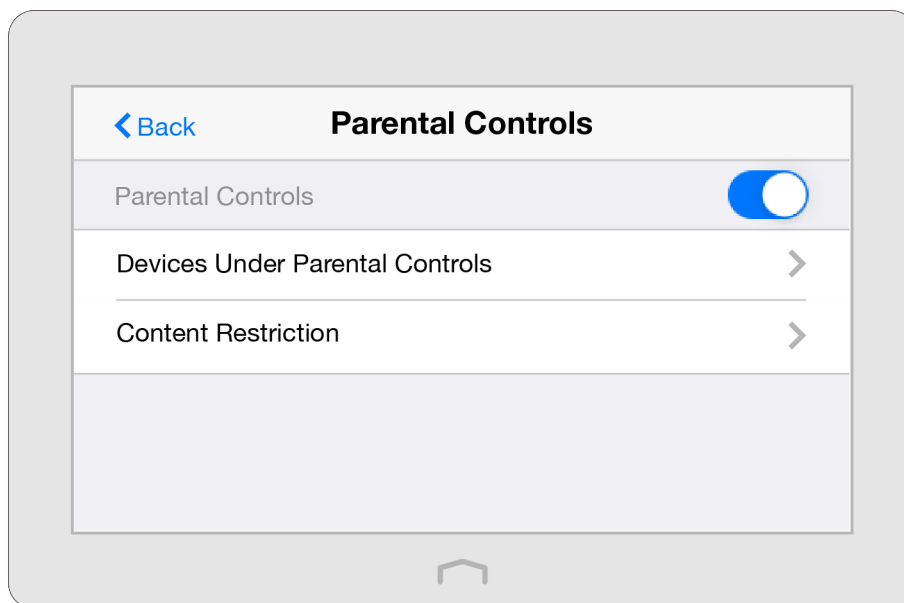 Back
Parental Controls
Parental Controls
Devices Under Parental Controls
Content Restriction